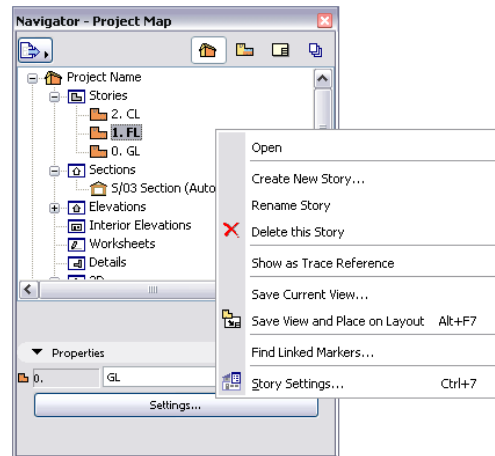 Navigator - Project Map
Project Name
Stories
2. CL
1. FL
0. GL
Sections
S/03 Section (Auto
Elevations
Interior Elevations
Worksheets
Details
3D
Open
Create New Story...
Rename Story
Delete this Story
Show as Trace Reference
Save Current View...
Save View and Place on Layout Alt+F7
Find Linked Markers...
Story Settings... Ctrl+7
Properties
0. GL
Settings...